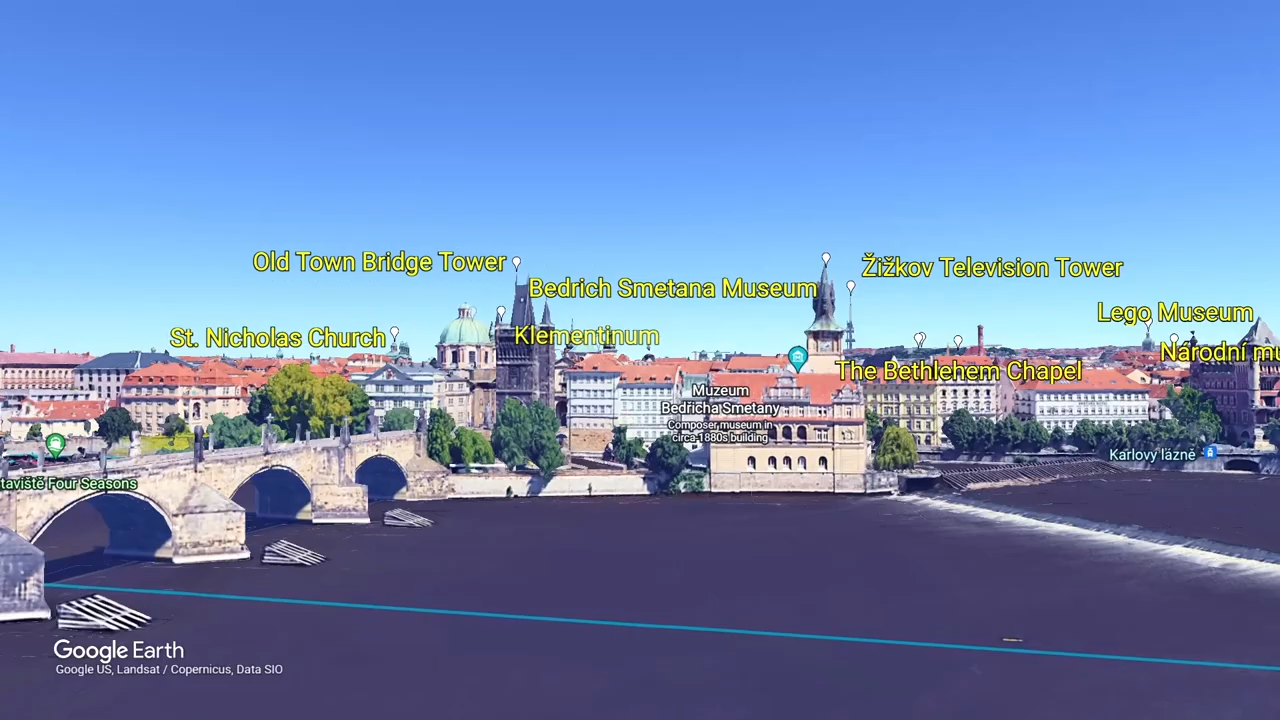 Old Town Bridge Tower
Žižkov Television Tower
Bedrich Smetana Museum
Lego Museum
St. Nicholas Church
Klementinum
Národní mu
The Bethlehem Chapel
Muzeum
Bedřicha Smetany
Composer museum in
circa-1880s building
Karlovy lázně
taviště Four Seasons
Google Earth
Google US, Landsat / Copernicus, Data SIO